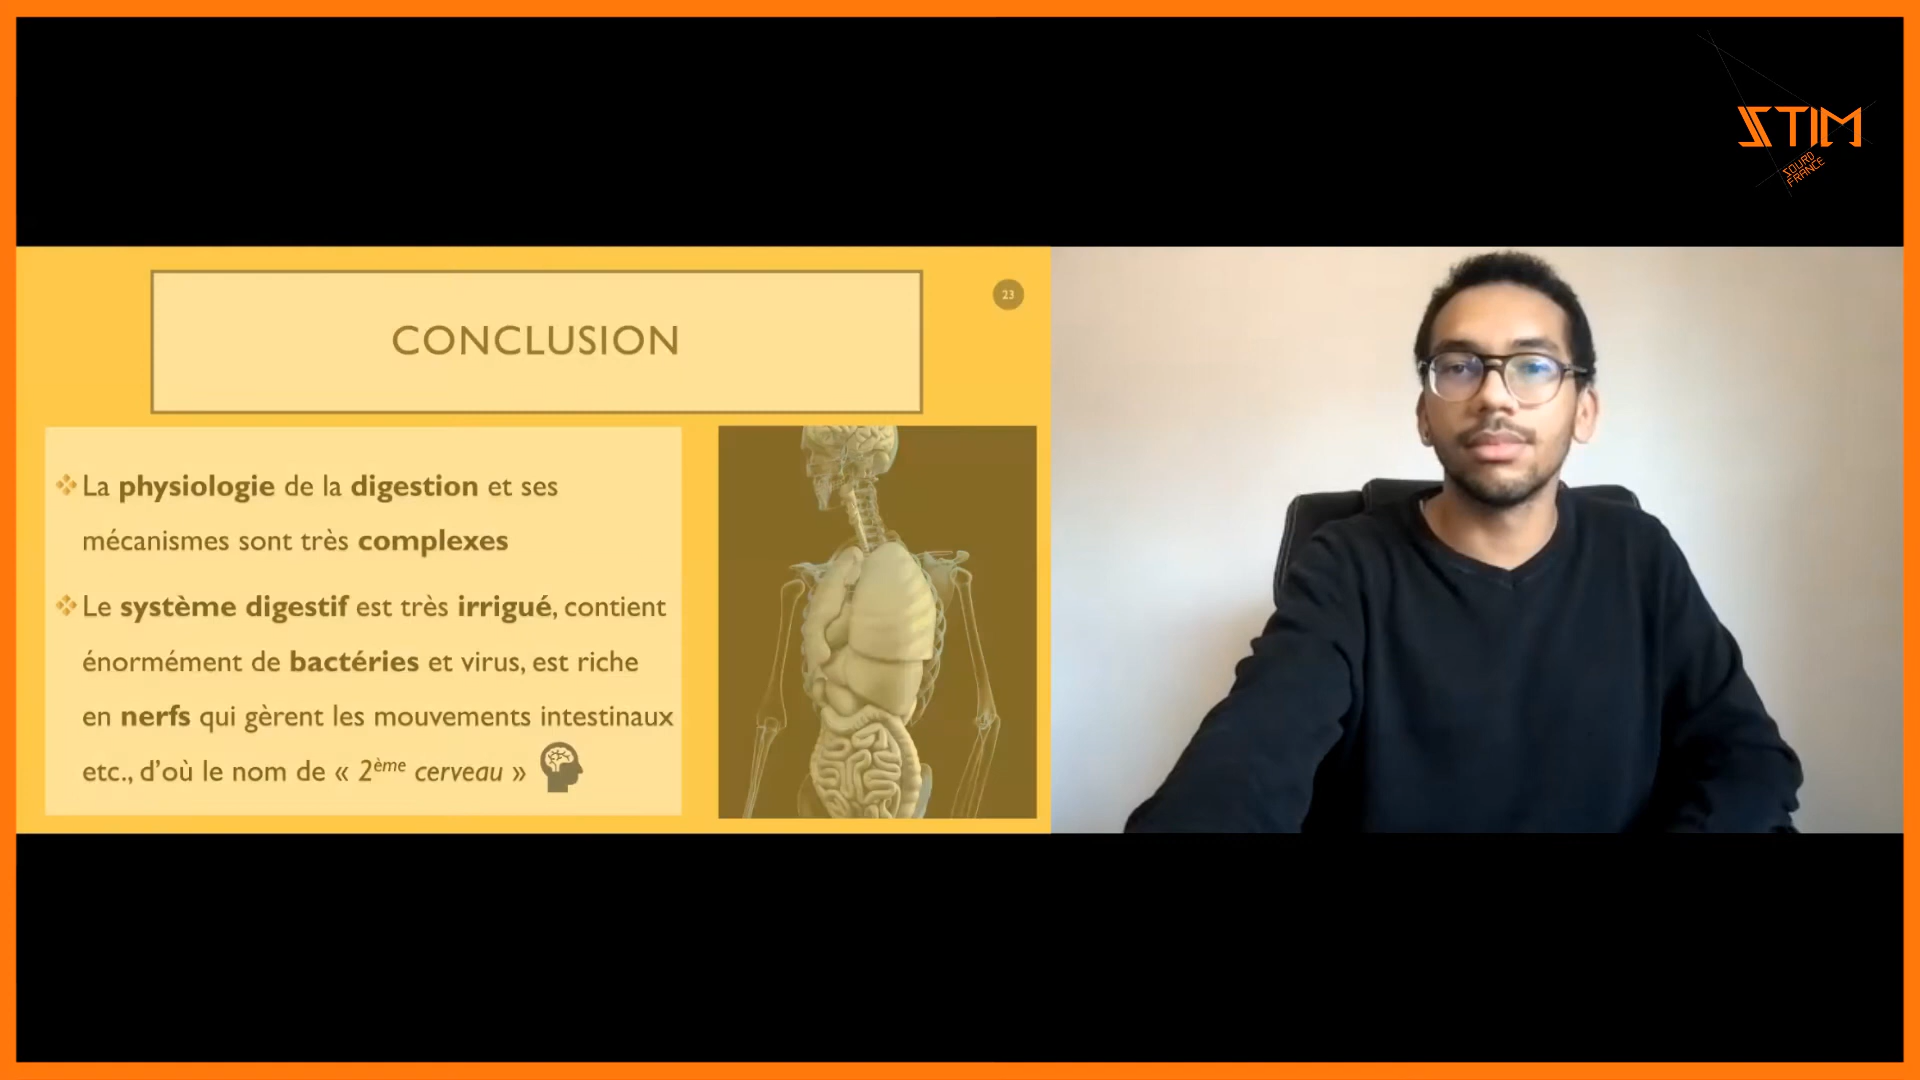 STIM
SOURD
FRANCE
CONCLUSION
23
La physiologie de la digestion et ses
mécanismes sont très complexes
Le système digestif est très irrigué, contient
énormément de bactéries et virus, est riche
en nerfs qui gèrent les mouvements intestinaux
etc., d’où le nom de « 2ème cerveau »